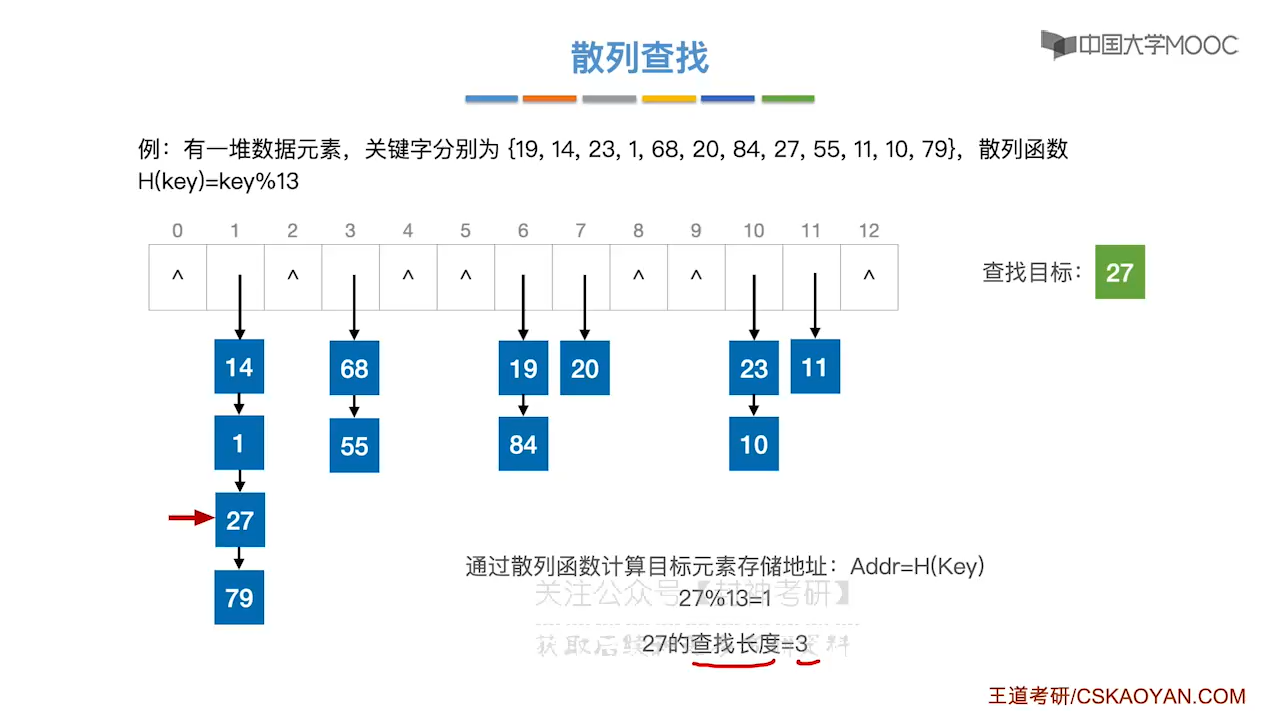 中国大学MOOC
散列查找
例：有一堆数据元素，关键字分别为 {19, 14, 23, 1, 68, 20, 84, 27, 55, 11, 10, 79}，散列函数
H(key)=key%13
0 1 2 3 4 5 6 7 8 9 10 11 12
^ ^ ^ ^ ^ ^ ^
查找目标： 27
14 68 19 20 23 11
1 55 84 10
27
79
通过散列函数计算目标元素存储地址：Addr=H(Key)
关注公众号【封神考研】
27%13=1
27的查找长度=3
王道考研/CSKAOYAN.COM